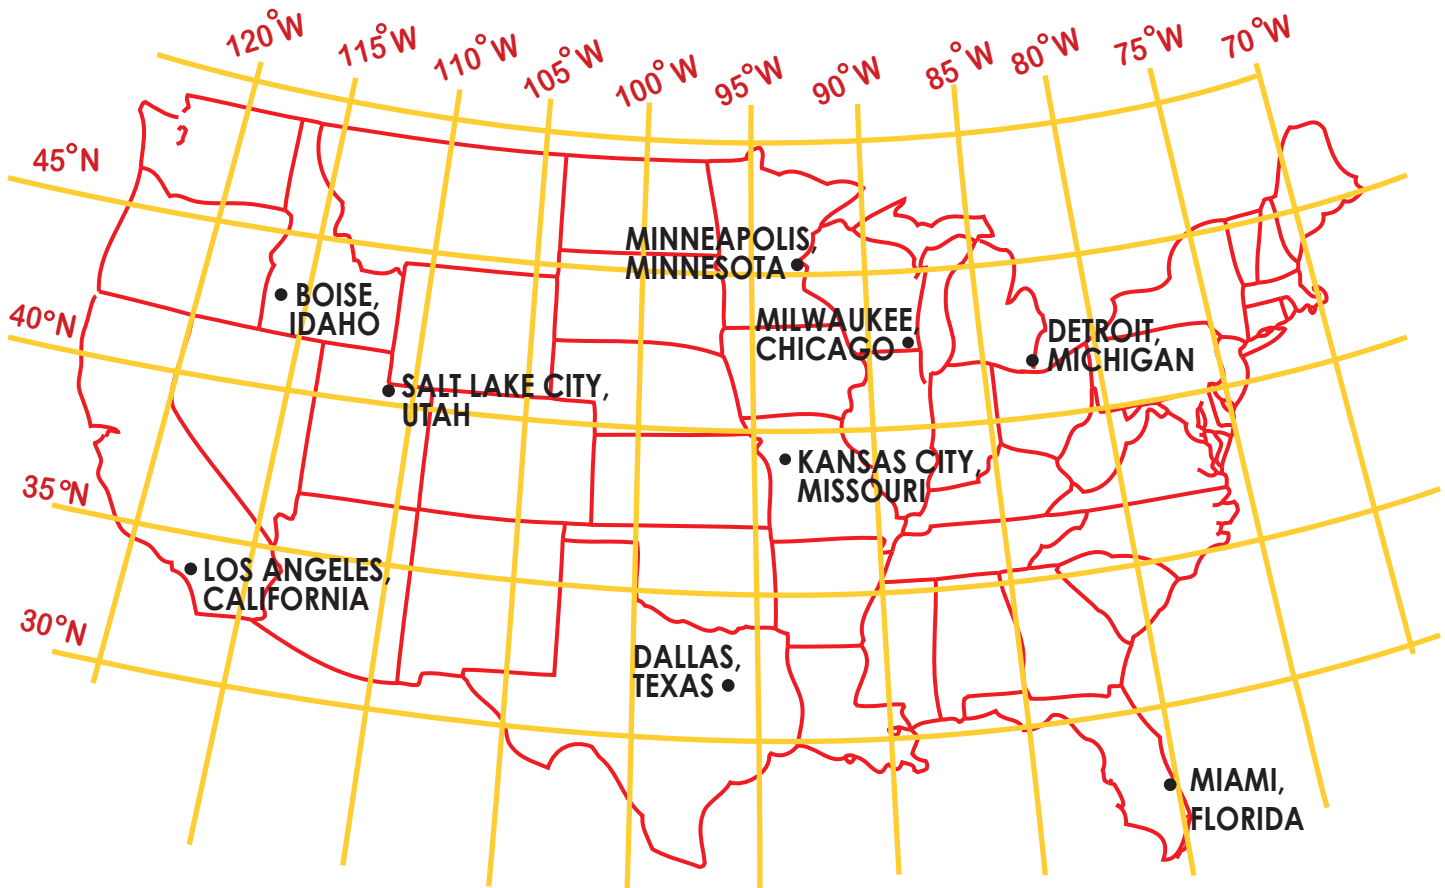 120°W
115°W
110°W
105°W
100°W
95°W
90°W
85°W
80°W
75°W
70°W
45°N
40°N
35°N
30°N
MINNEAPOLIS,
MINNESOTA
BOISE,
IDAHO
MILWAUKEE,
CHICAGO
DETROIT,
MICHIGAN
SALT LAKE CITY,
UTAH
KANSAS CITY,
MISSOURI
LOS ANGELES,
CALIFORNIA
DALLAS,
TEXAS
MIAMI,
FLORIDA